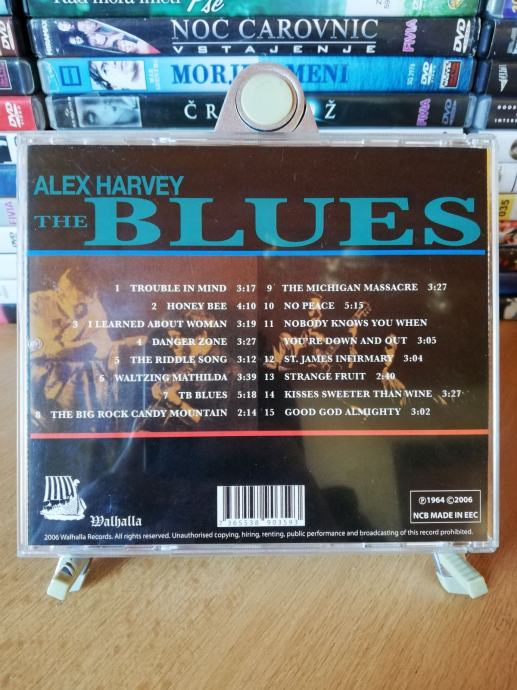 NOČ ČAROVNIC
VSTAJENJE
FIVIA
DVD
ALEX HARVEY
THE BLUES
1 TROUBLE IN MIND 3:17
2 HONEY BEE 4:10
3 I LEARNED ABOUT WOMAN 3:19
4 DANGER ZONE 3:27
5 THE RIDDLE SONG 3:12
6 WALTZING MATHILDA 3:39
7 TB BLUES 5:18
8 THE BIG ROCK CANDY MOUNTAIN 2:14
9 THE MICHIGAN MASSACRE 3:27
10 NO PEACE 5:15
11 NOBODY KNOWS YOU WHEN
YOU'RE DOWN AND OUT 3:05
12 ST. JAMES INFIRMARY 3:04
13 STRANGE FRUIT 2:40
14 KISSES SWEETER THAN WINE 3:27
15 GOOD GOD ALMIGHTY 3:02
Walhalla
7 365538 903593
℗1964 ©2006
NCB MADE IN EEC
2006 Walhalla Records. All rights reserved. Unauthorised copying, hiring, renting, public performance and broadcasting of this record prohibited.